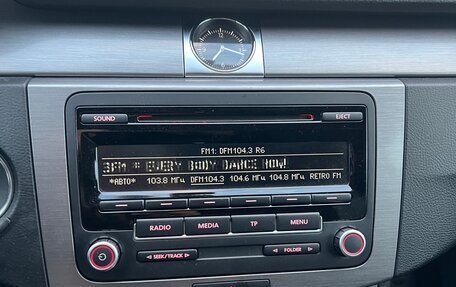 SOUND EJECT
FM1: DFM104.3 R6
SFM * EVERY BODY DANCE NOW!
*АВТО* 103.8 МГц DFM104.3 104.6 МГц 104.8 МГц RETRO FM
RADIO MEDIA TP MENU
SEEK/TRACK FOLDER